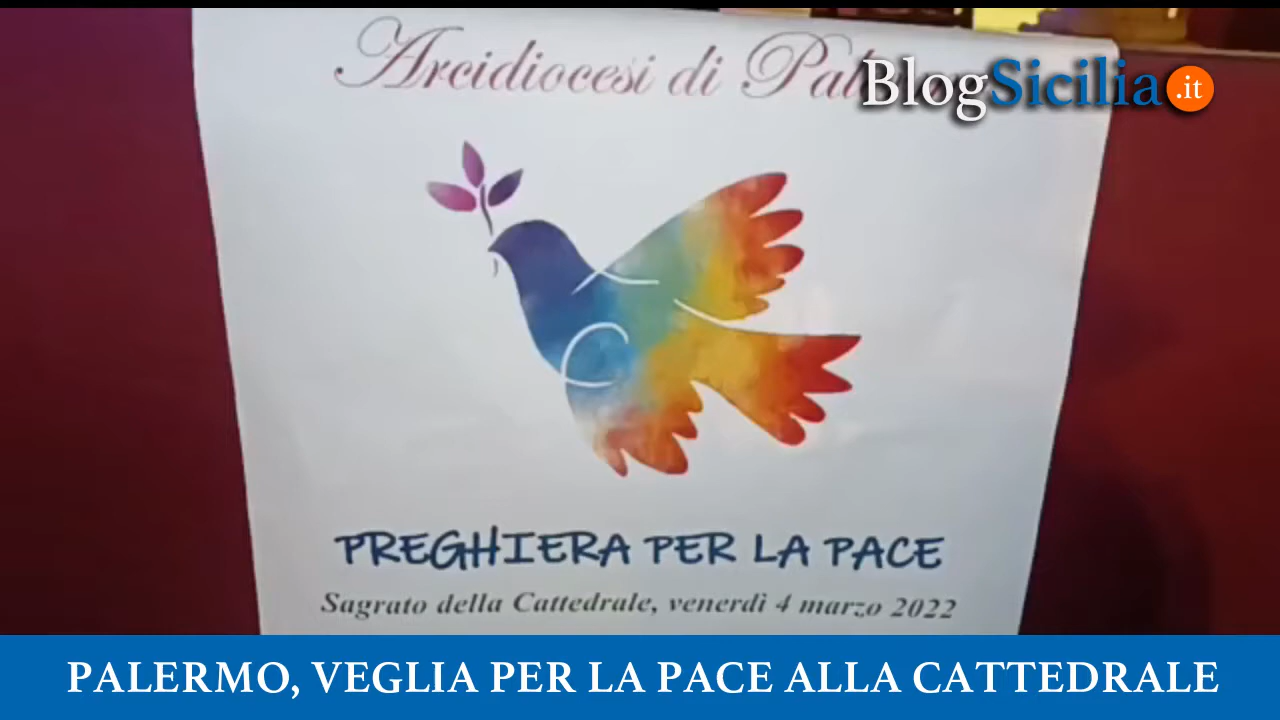 Arcidiocesi di
BlogSicilia.it
PREGHIERA PER LA PACE
Sagrato della Cattedrale, venerdì 4 marzo 2022
PALERMO, VEGLIA PER LA PACE ALLA CATTEDRALE